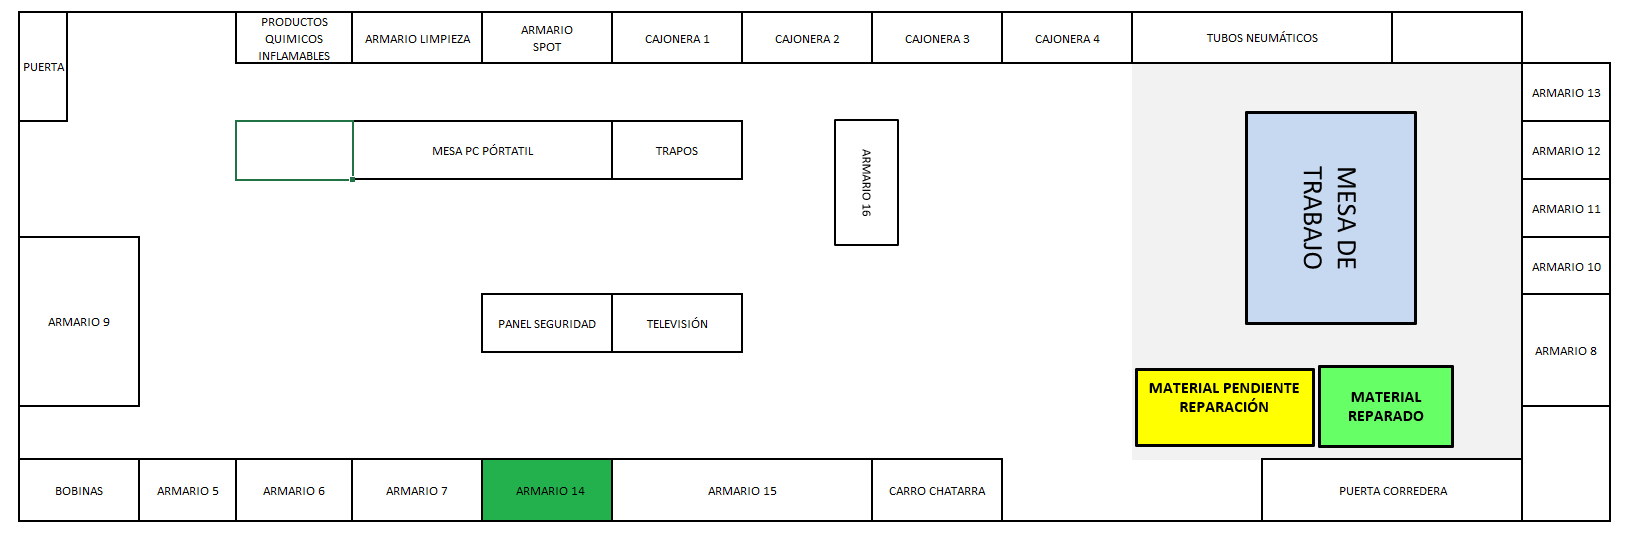 PRODUCTOS
QUIMICOS
INFLAMABLES
ARMARIO LIMPIEZA
ARMARIO
SPOT
CAJONERA 1
CAJONERA 2
CAJONERA 3
CAJONERA 4
TUBOS NEUMÁTICOS
PUERTA
ARMARIO 13
MESA PC PÓRTATIL
TRAPOS
ARMARIO 16
MESA DE
TRABAJO
ARMARIO 12
ARMARIO 11
ARMARIO 10
ARMARIO 9
PANEL SEGURIDAD
TELEVISIÓN
ARMARIO 8
MATERIAL PENDIENTE
REPARACIÓN
MATERIAL
REPARADO
BOBINAS
ARMARIO 5
ARMARIO 6
ARMARIO 7
ARMARIO 14
ARMARIO 15
CARRO CHATARRA
PUERTA CORREDERA